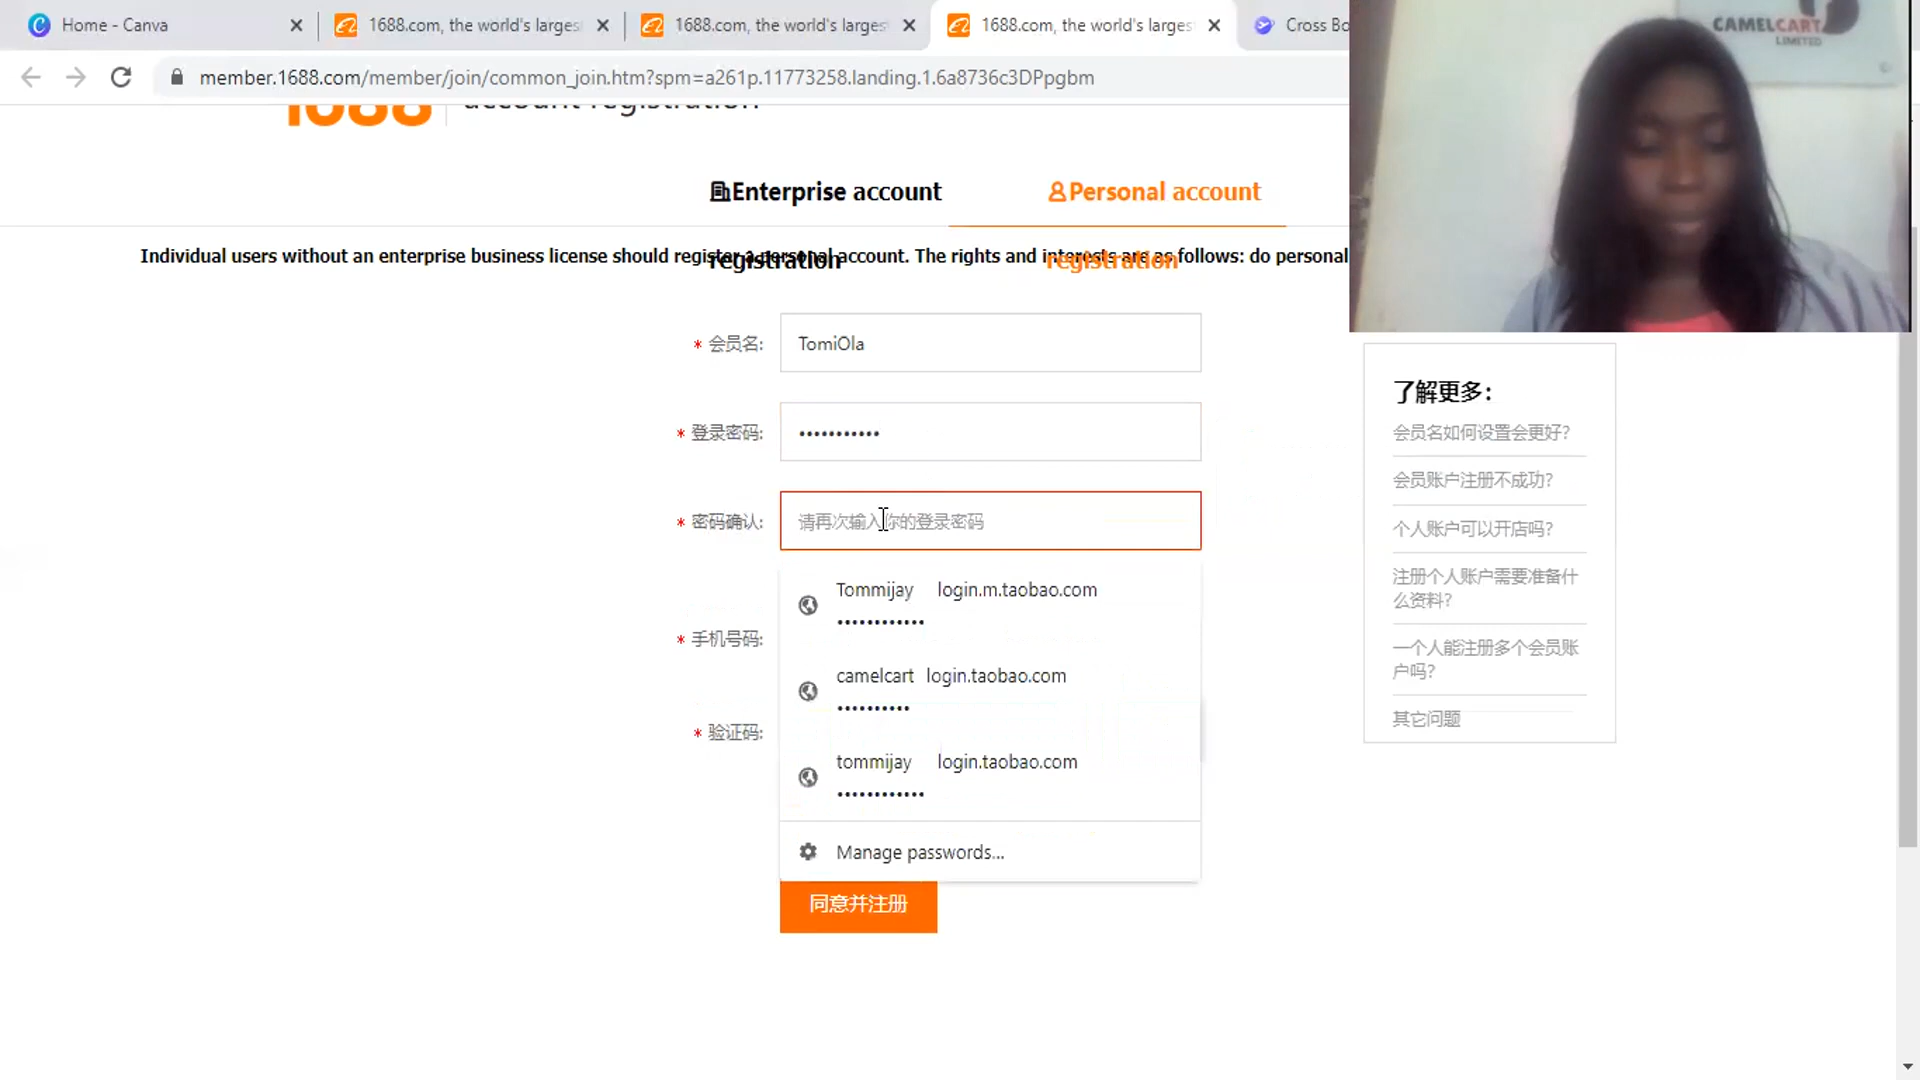 Home - Canva
1688.com, the world's larges
1688.com, the world's larges
1688.com, the world's larges
Cross Bo
member.1688.com/member/join/common_join.htm?spm=a261p.11773258.landing.1.6a8736c3DPpgbm
CAMELCART
LIMITED
1688
account registration
Enterprise account
registration
Personal account
registration
Individual users without an enterprise business license should register a personal account. The rights and interests are as follows: do personal
* 会员名:
TomiOla
* 登录密码:
•••••••••••
* 密码确认:
请再次输入你的登录密码
Tommijay login.m.taobao.com
••••••••••••
* 手机号码:
camelcart login.taobao.com
••••••••••
* 验证码:
tommijay login.taobao.com
••••••••••••
Manage passwords...
同意并注册
了解更多：
会员名如何设置会更好?
会员账户注册不成功?
个人账户可以开店吗?
注册个人账户需要准备什
么资料?
一个人能注册多个会员账
户吗?
其它问题